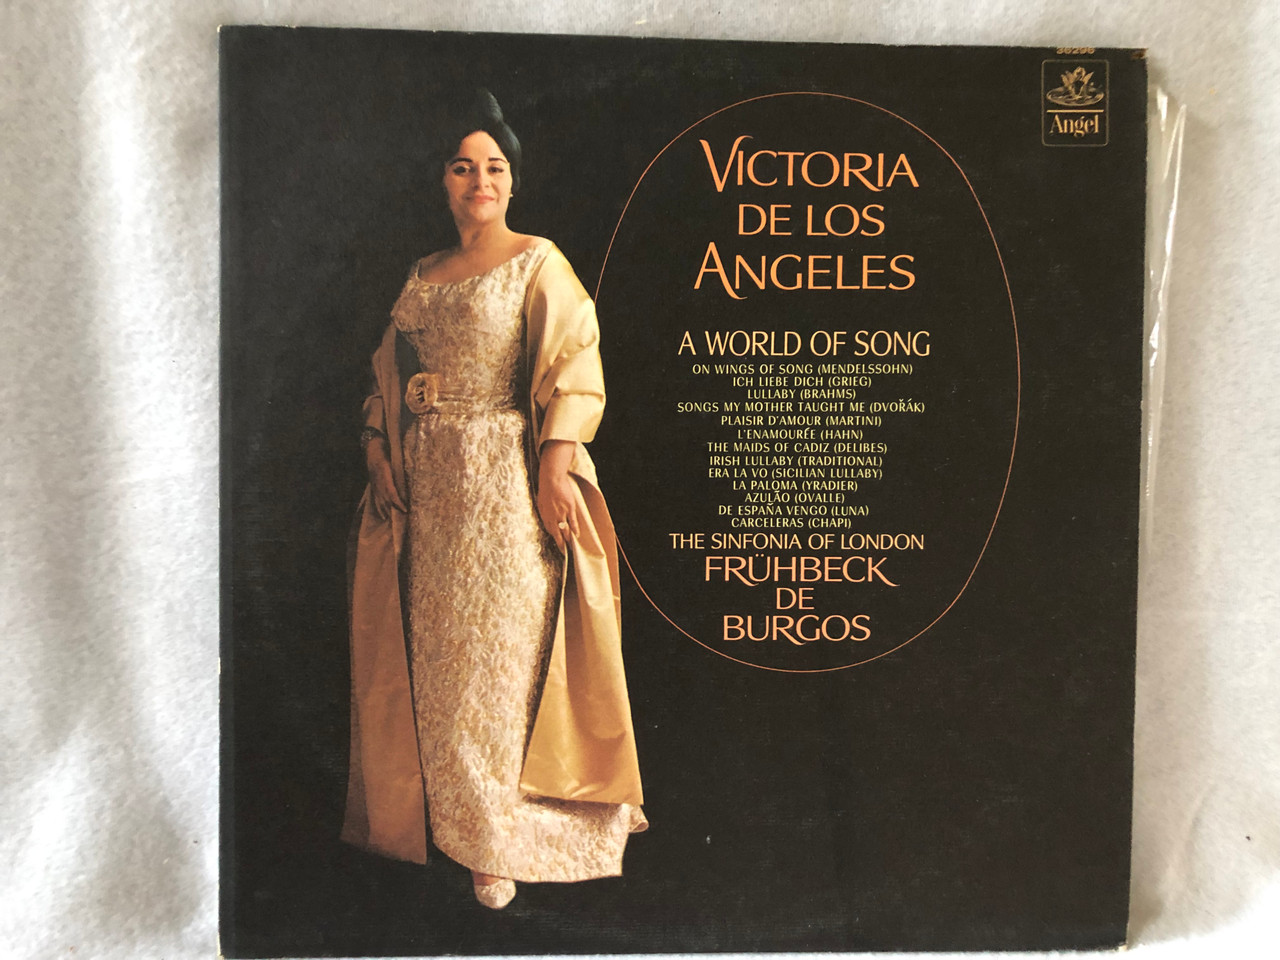 36296
Angel
VICTORIA
DE LOS
ANGELES
A WORLD OF SONG
ON WINGS OF SONG (MENDELSSOHN)
ICH LIEBE DICH (GRIEG)
LULLABY (BRAHMS)
SONGS MY MOTHER TAUGHT ME (DVOŘÁK)
PLAISIR D'AMOUR (MARTINI)
L'ENAMOURÉE (HAHN)
THE MAIDS OF CADIZ (DELIBES)
IRISH LULLABY (TRADITIONAL)
ERA LA VO (SICILIAN LULLABY)
LA PALOMA (YRADIER)
AZULÃO (OVALLE)
DE ESPAÑA VENGO (LUNA)
CARCELERAS (CHAPI)
THE SINFONIA OF LONDON
FRÜHBECK
DE
BURGOS